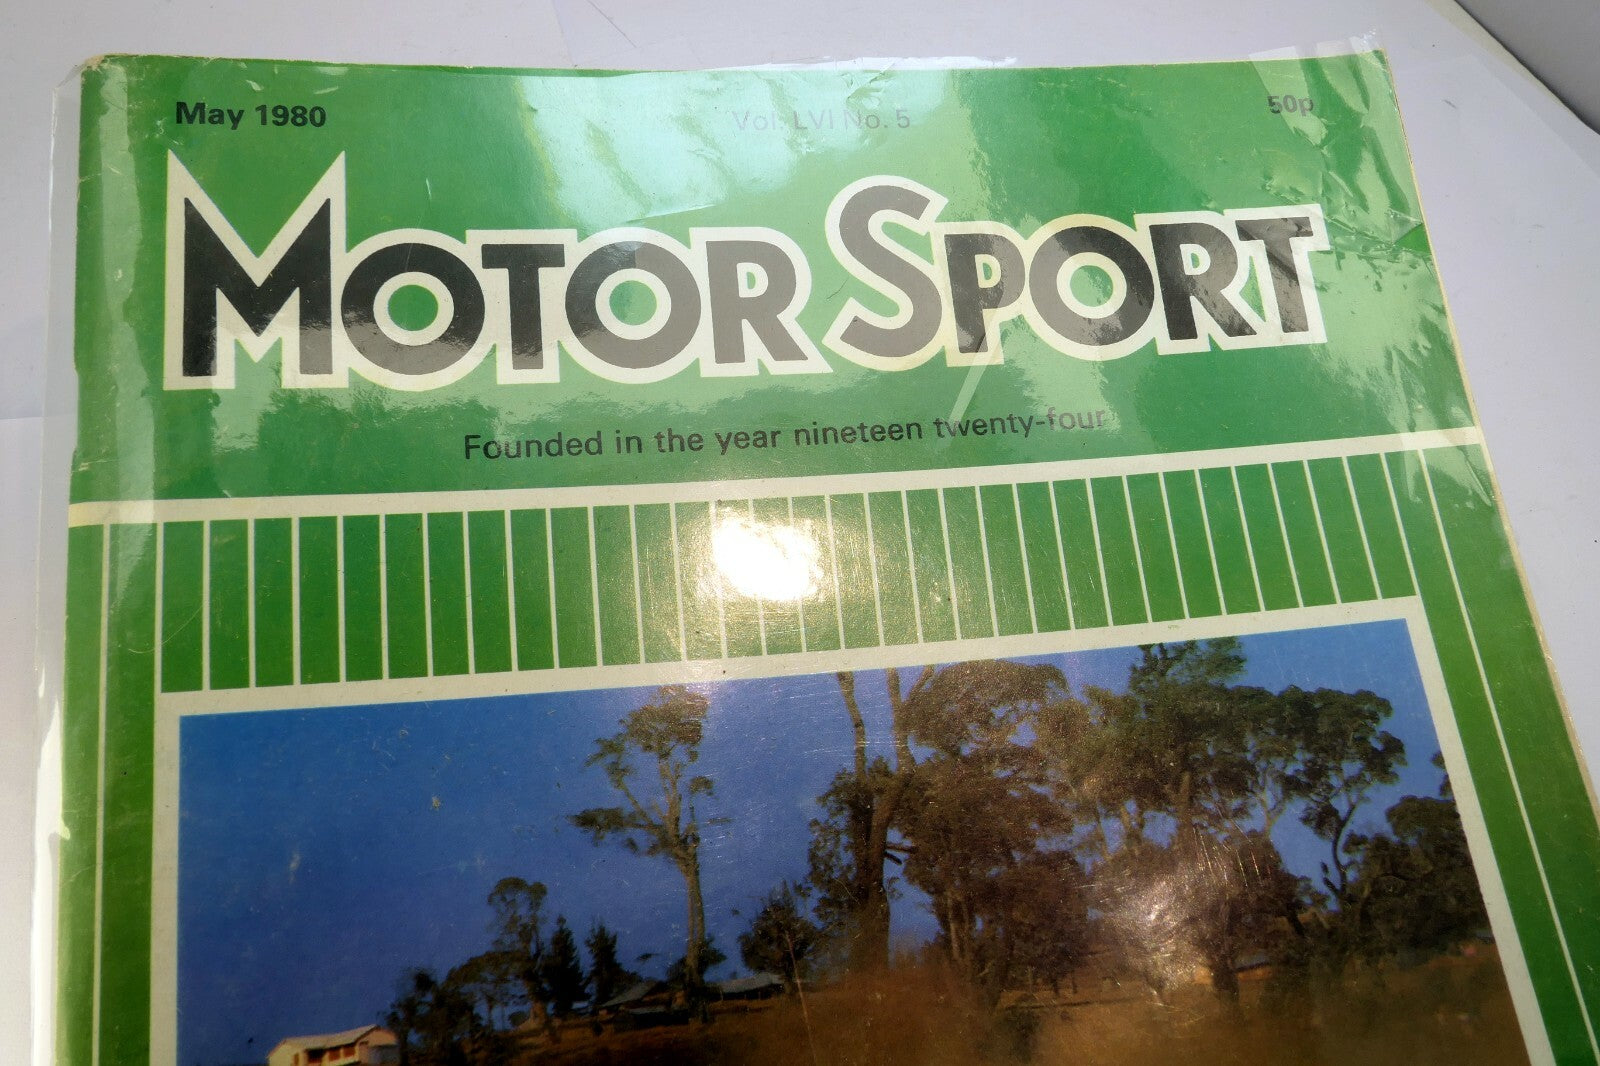 May 1980 Vol. LVI No. 5 50p
MOTOR SPORT
Founded in the year nineteen twenty-four